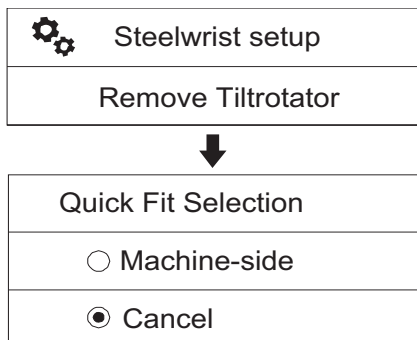 Steelwrist setup
Remove Tiltrotator
Quick Fit Selection
Machine-side
Cancel